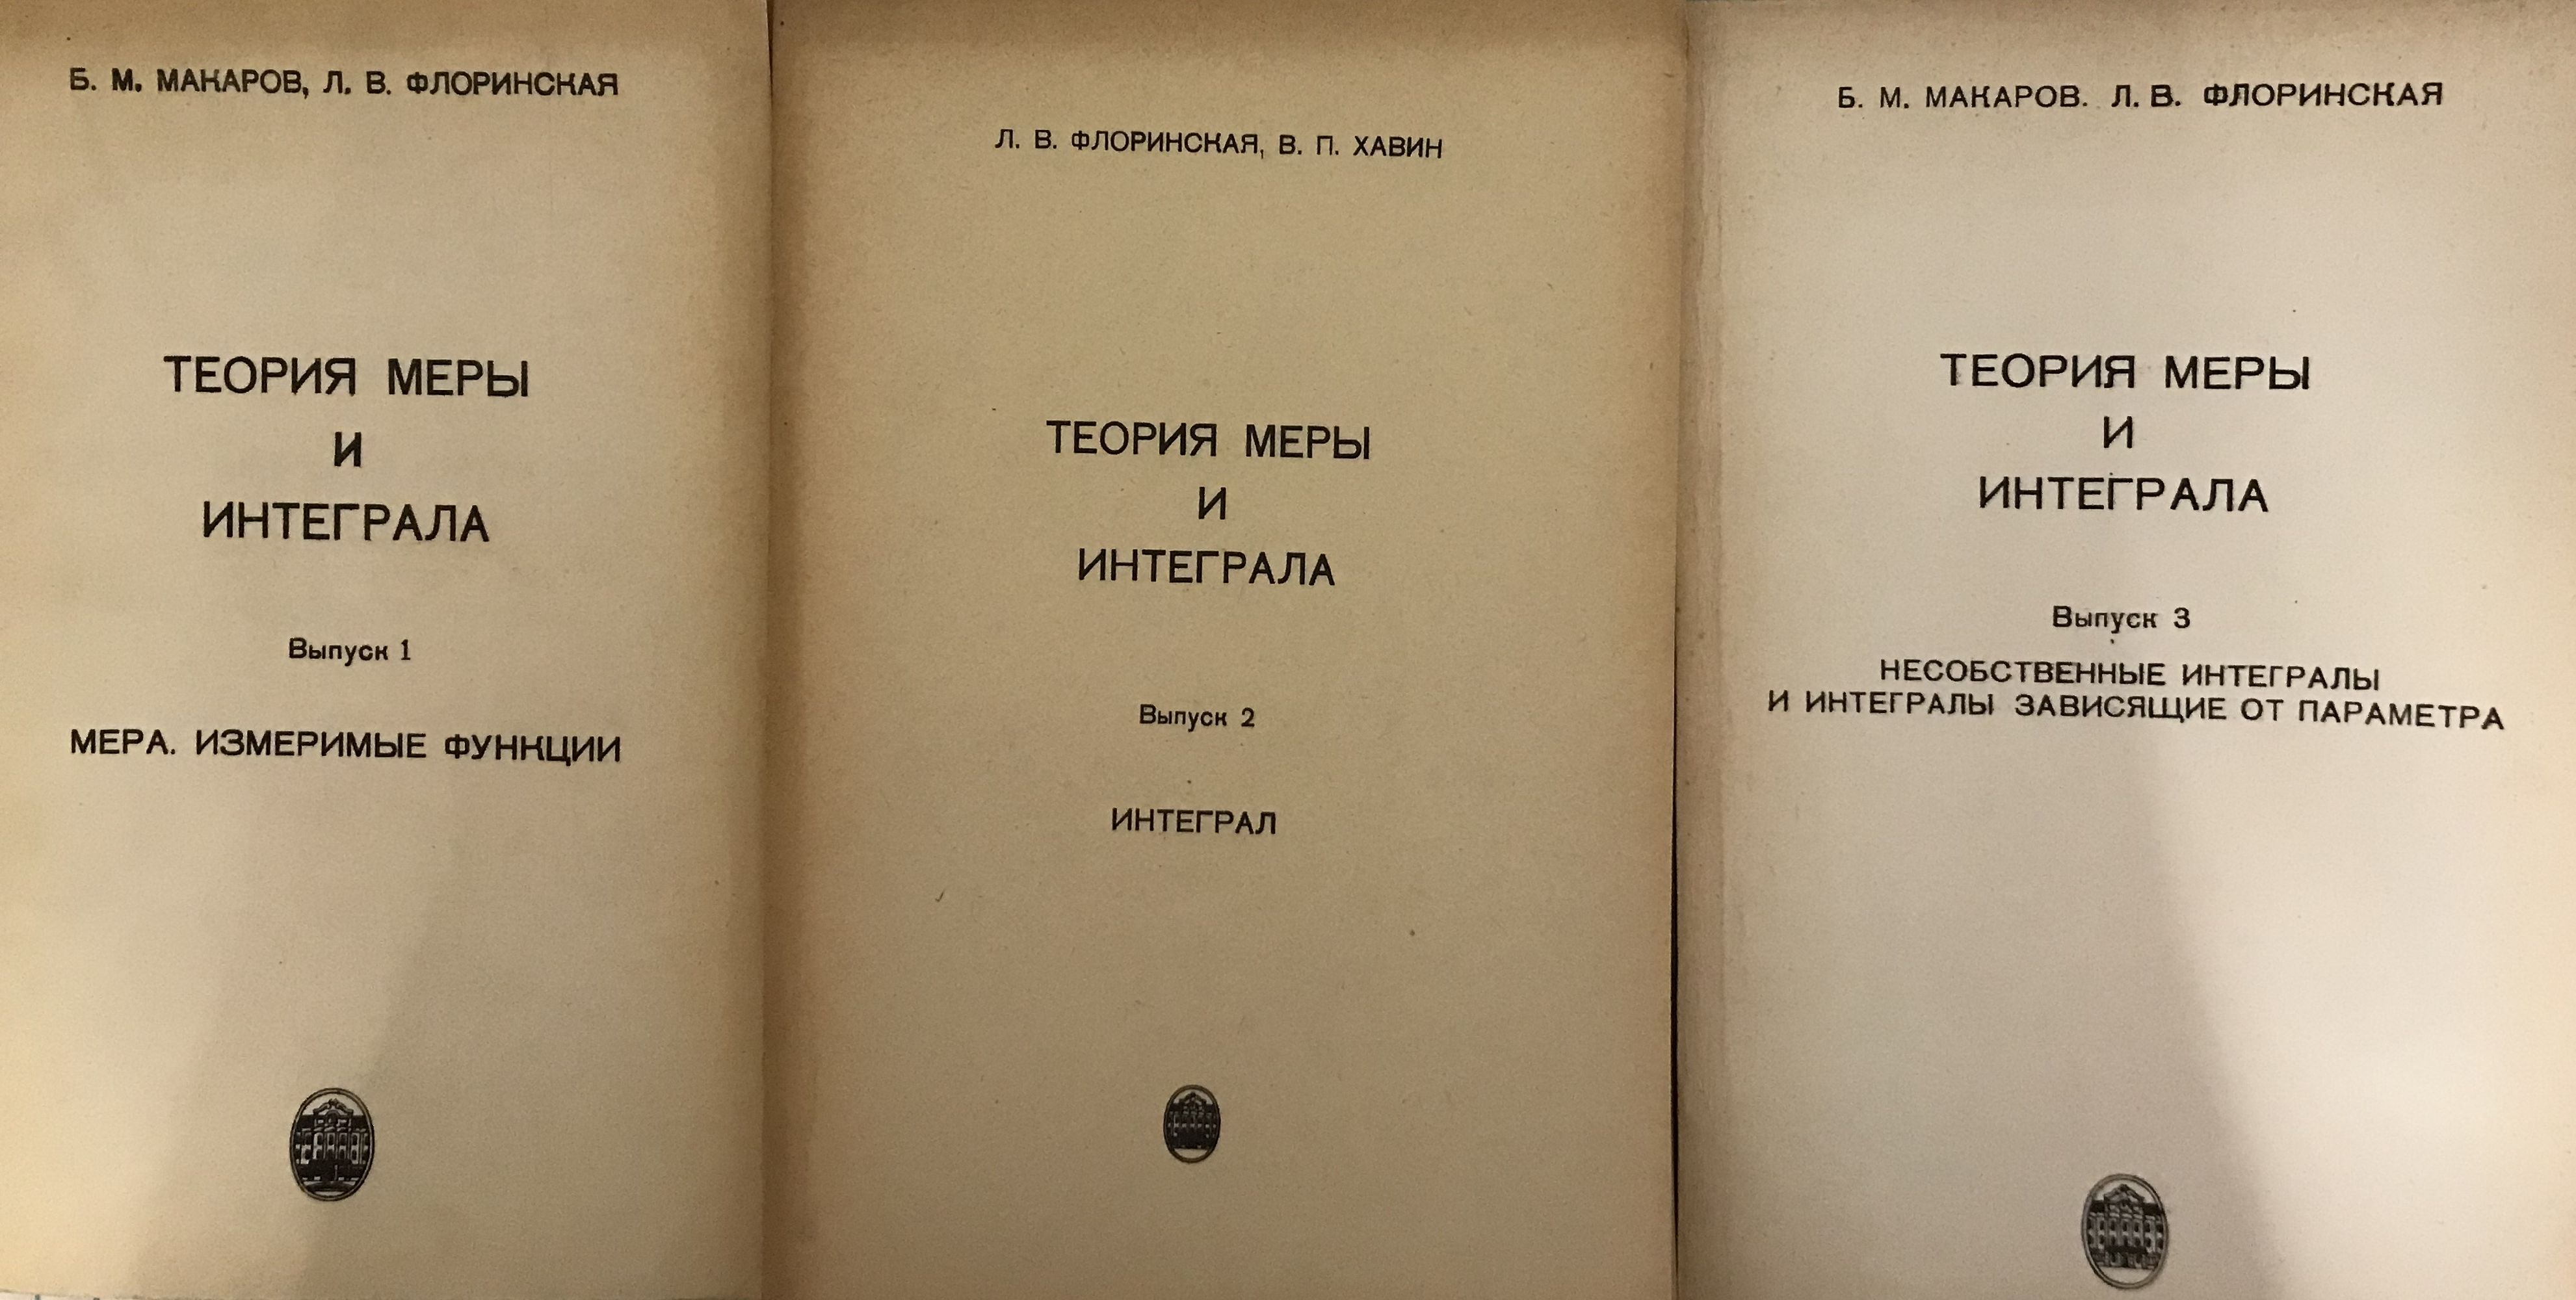 Б. М. МАКАРОВ, Л. В. ФЛОРИНСКАЯ
ТЕОРИЯ МЕРЫ
И
ИНТЕГРАЛА
Выпуск 1
МЕРА. ИЗМЕРИМЫЕ ФУНКЦИИ
Л. В. ФЛОРИНСКАЯ, В. П. ХАВИН
ТЕОРИЯ МЕРЫ
И
ИНТЕГРАЛА
Выпуск 2
ИНТЕГРАЛ
Б. М. МАКАРОВ. Л. В. ФЛОРИНСКАЯ
ТЕОРИЯ МЕРЫ
И
ИНТЕГРАЛА
Выпуск 3
НЕСОБСТВЕННЫЕ ИНТЕГРАЛЫ
И ИНТЕГРАЛЫ ЗАВИСЯЩИЕ ОТ ПАРАМЕТРА